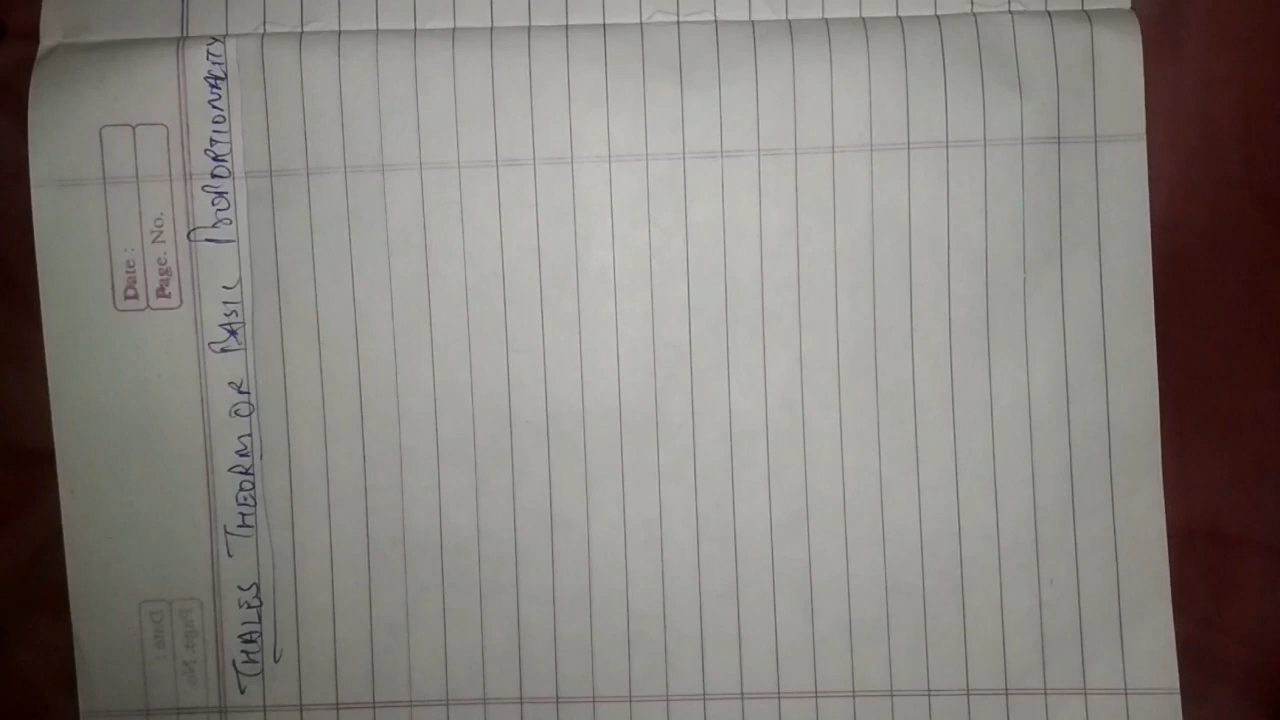 Date :
Page. No.
THALES THEORM OR BASIC PROPORTIONALITY
T